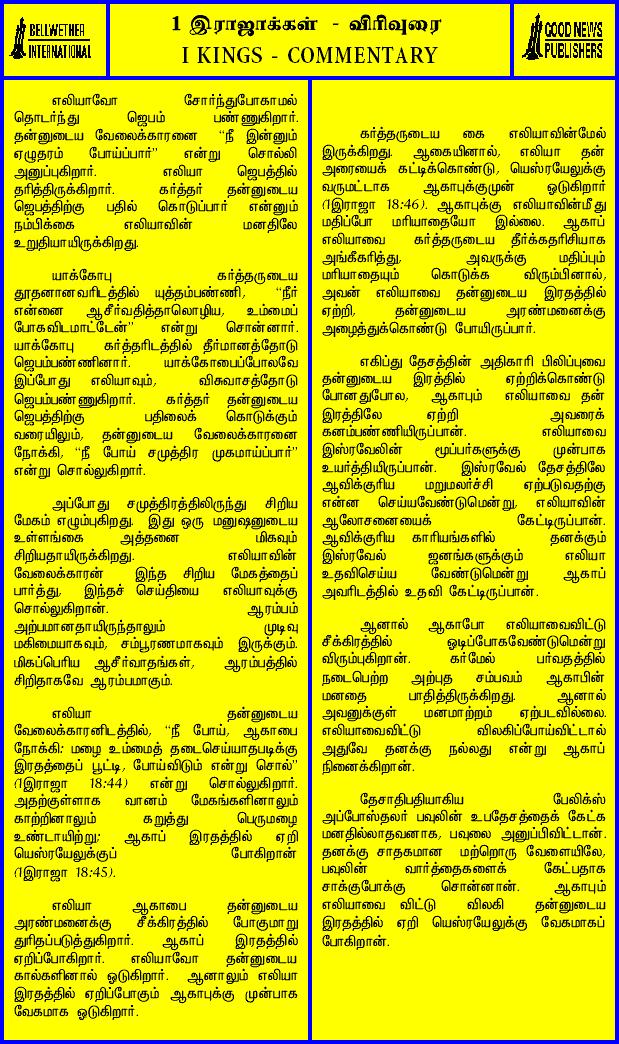 BELLWETHER
INTERNATIONAL
1 இராஜாக்கள் - விரிவுரை
I KINGS - COMMENTARY
GOOD NEWS
PUBLISHERS
எலியாவோ சோர்ந்துபோகாமல்
தொடர்ந்து ஜெபம் பண்ணுகிறார்.
தன்னுடைய வேலைக்காரனை “நீ இன்னும்
ஏழுதரம் போய்ப்பார்” என்று சொல்லி
அனுப்புகிறார். எலியா ஜெபத்தில்
தரித்திருக்கிறார். கர்த்தர் தன்னுடைய
ஜெபத்திற்கு பதில் கொடுப்பார் என்னும்
நம்பிக்கை எலியாவின் மனதிலே
உறுதியாயிருக்கிறது.
யாக்கோபு கர்த்தருடைய
தூதனானவரிடத்தில் யுத்தம்பண்ணி, “நீர்
என்னை ஆசீர்வதித்தாலொழிய, உம்மைப்
போகவிடமாட்டேன்” என்று சொன்னார்.
யாக்கோபு கர்த்தரிடத்தில் தீர்மானத்தோடு
ஜெபம்பண்ணினார். யாக்கோபைப்போலவே
இப்போது எலியாவும், விசுவாசத்தோடு
ஜெபம்பண்ணுகிறார். கர்த்தர் தன்னுடைய
ஜெபத்திற்கு பதிலைக் கொடுக்கும்
வரையிலும், தன்னுடைய வேலைக்காரனை
நோக்கி, “நீ போய் சமுத்திர முகமாய்ப்பார்”
என்று சொல்லுகிறார்.
அப்போது சமுத்திரத்திலிருந்து சிறிய
மேகம் எழும்புகிறது. இது ஒரு மனுஷனுடைய
உள்ளங்கை அத்தனை மிகவும்
சிறியதாயிருக்கிறது. எலியாவின்
வேலைக்காரன் இந்த சிறிய மேகத்தைப்
பார்த்து, இந்தச் செய்தியை எலியாவுக்கு
சொல்லுகிறான். ஆரம்பம்
அற்பமானதாயிருந்தாலும் முடிவு
மகிமையாகவும், சம்பூரணமாகவும் இருக்கும்.
மிகப்பெரிய ஆசீர்வாதங்கள், ஆரம்பத்தில்
சிறிதாகவே ஆரம்பமாகும்.
எலியா தன்னுடைய
வேலைக்காரனிடத்தில், “நீ போய், ஆகாபை
நோக்கி: மழை உம்மைத் தடைசெய்யாதபடிக்கு
இரதத்தைப் பூட்டி, போய்விடும் என்று சொல்”
(1இராஜா 18:44) என்று சொல்லுகிறார்.
அதற்குள்ளாக வானம் மேகங்களினாலும்
காற்றினாலும் கறுத்து பெருமழை
உண்டாயிற்று; ஆகாப் இரதத்தில் ஏறி
யெஸ்ரயேலுக்குப் போகிறான்
(1இராஜா 18:45).
எலியா ஆகாபை தன்னுடைய
அரண்மனைக்கு சீக்கிரத்தில் போகுமாறு
துரிதப்படுத்துகிறார். ஆகாப் இரதத்தில்
ஏறிப்போகிறார். எலியாவோ தன்னுடைய
கால்களினால் ஓடுகிறார். ஆனாலும் எலியா
இரதத்தில் ஏறிப்போகும் ஆகாபுக்கு முன்பாக
வேகமாக ஓடுகிறார்.
கர்த்தருடைய கை எலியாவின்மேல்
இருக்கிறது. ஆகையினால், எலியா தன்
அரையைக் கட்டிக்கொண்டு, யெஸ்ரயேலுக்கு
வருமட்டாக ஆகாபுக்குமுன் ஓடுகிறார்
(1இராஜா 18:46). ஆகாபுக்கு எலியாவின்மீது
மதிப்போ மரியாதையோ இல்லை. ஆகாப்
எலியாவை கர்த்தருடைய தீர்க்கதரிசியாக
அங்கீகரித்து, அவருக்கு மதிப்பும்
மரியாதையும் கொடுக்க விரும்பினால்,
அவன் எலியாவை தன்னுடைய இரதத்தில்
ஏற்றி, தன்னுடைய அரண்மனைக்கு
அழைத்துக்கொண்டு போயிருப்பார்.
எகிப்து தேசத்தின் அதிகாரி பிலிப்புவை
தன்னுடைய இரத்தில் ஏற்றிக்கொண்டு
போனதுபோல, ஆகாபும் எலியாவை தன்
இரத்திலே ஏற்றி அவரைக்
கனம்பண்ணியிருப்பான். எலியாவை
இஸ்ரவேலின் மூப்பர்களுக்கு முன்பாக
உயர்த்தியிருப்பான். இஸ்ரவேல் தேசத்திலே
ஆவிக்குரிய மறுமலர்ச்சி ஏற்படுவதற்கு
என்ன செய்யவேண்டுமென்று, எலியாவின்
ஆலோசனையைக் கேட்டிருப்பான்.
ஆவிக்குரிய காரியங்களில் தனக்கும்
இஸ்ரவேல் ஜனங்களுக்கும் எலியா
உதவிசெய்ய வேண்டுமென்று ஆகாப்
அவரிடத்தில் உதவி கேட்டிருப்பான்.
ஆனால் ஆகாபோ எலியாவைவிட்டு
சீக்கிரத்தில் ஓடிப்போகவேண்டுமென்று
விரும்புகிறான். கர்மேல் பர்வதத்தில்
நடைபெற்ற அற்புத சம்பவம் ஆகாபின்
மனதை பாதித்திருக்கிறது. ஆனால்
அவனுக்குள் மனமாற்றம் ஏற்படவில்லை.
எலியாவைவிட்டு விலகிப்போய்விட்டால்
அதுவே தனக்கு நல்லது என்று ஆகாப்
நினைக்கிறான்.
தேசாதிபதியாகிய பேலிக்ஸ்
அப்போஸ்தலர் பவுலின் உபதேசத்தைக் கேட்க
மனதில்லாதவனாக, பவுலை அனுப்பிவிட்டான்.
தனக்கு சாதகமான மற்றொரு வேளையிலே,
பவுலின் வார்த்தைகளைக் கேட்பதாக
சாக்குபோக்கு சொன்னான். ஆகாபும்
எலியாவை விட்டு விலகி தன்னுடைய
இரதத்தில் ஏறி யெஸ்ரயேலுக்கு வேகமாகப்
போகிறான்.